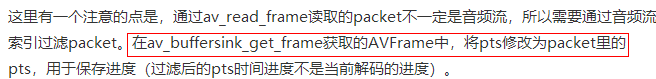 这里有一个注意的点是，通过av_read_frame读取的packet不一定是音频流，所以需要通过音频流
索引过滤packet。在av_buffersink_get_frame获取的AVFrame中，将pts修改为packet里的
pts，用于保存进度（过滤后的pts时间进度不是当前解码的进度）。